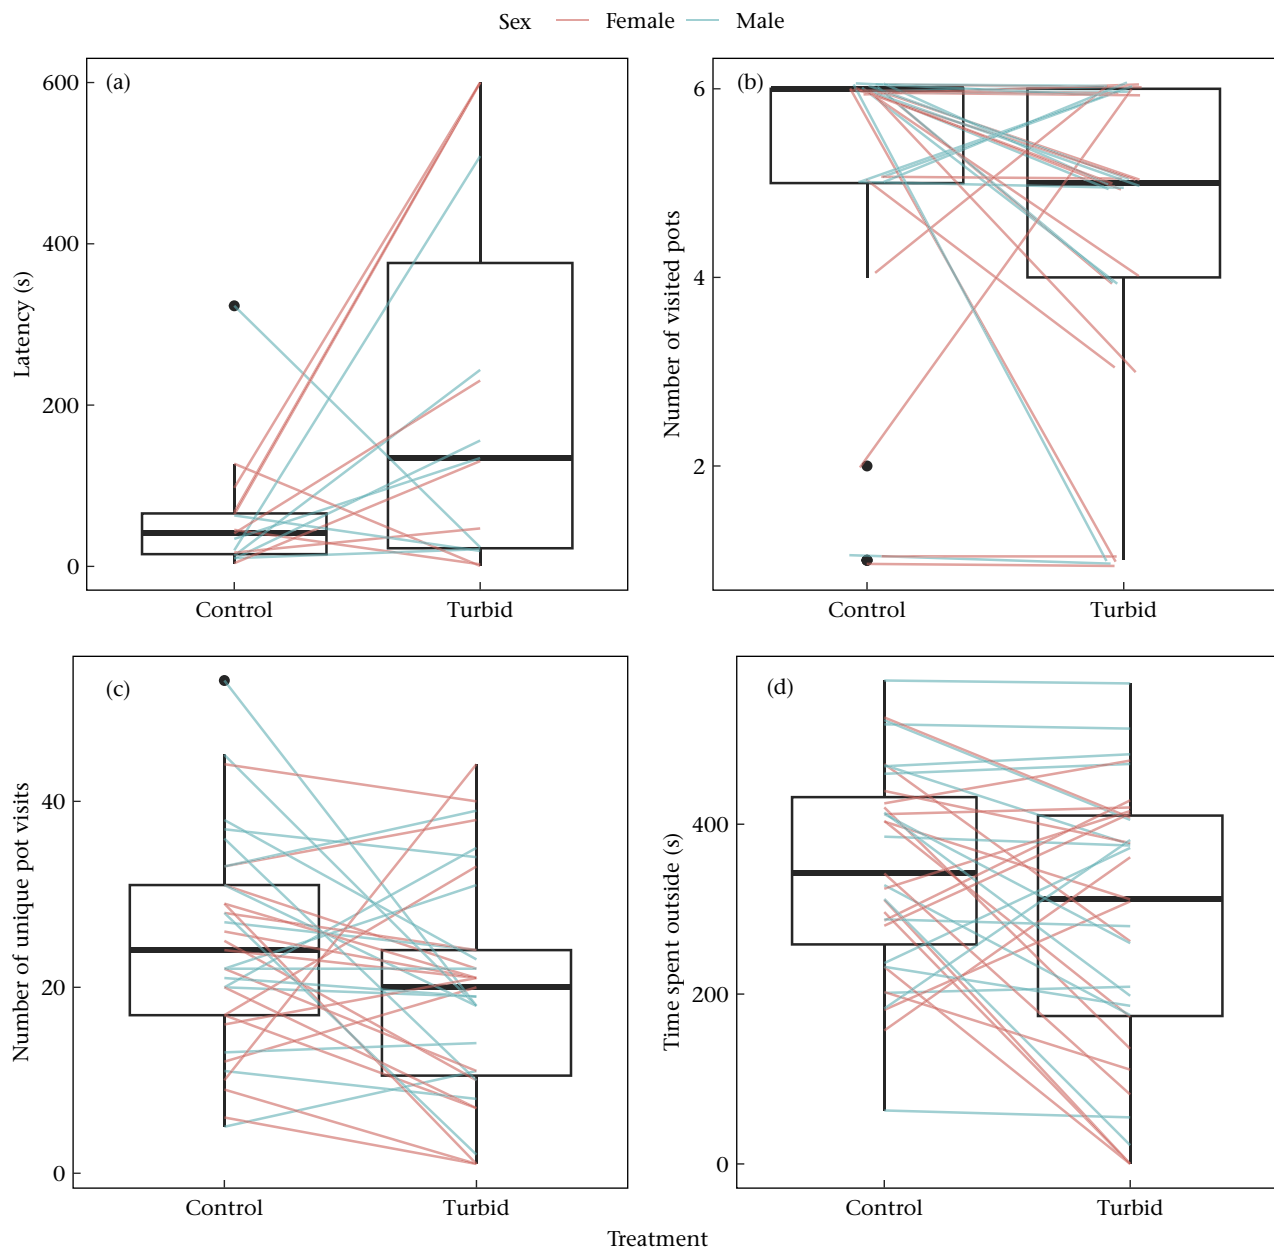 Sex Female Male
(a)
600
400
200
0
Latency (s)
Control Turbid
(b)
6
4
2
Number of visited pots
Control Turbid
(c)
40
20
0
Number of unique pot visits
Control Turbid
(d)
400
200
0
Time spent outside (s)
Control Turbid
Treatment